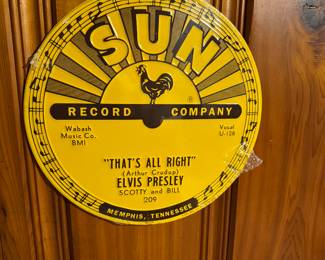 SUN
RECORD COMPANY
Wabash Music Co. BMI
Vocal U-128
"THAT'S ALL RIGHT"
(Arthur Crudup)
ELVIS PRESLEY
SCOTTY and BILL
209
MEMPHIS, TENNESSEE